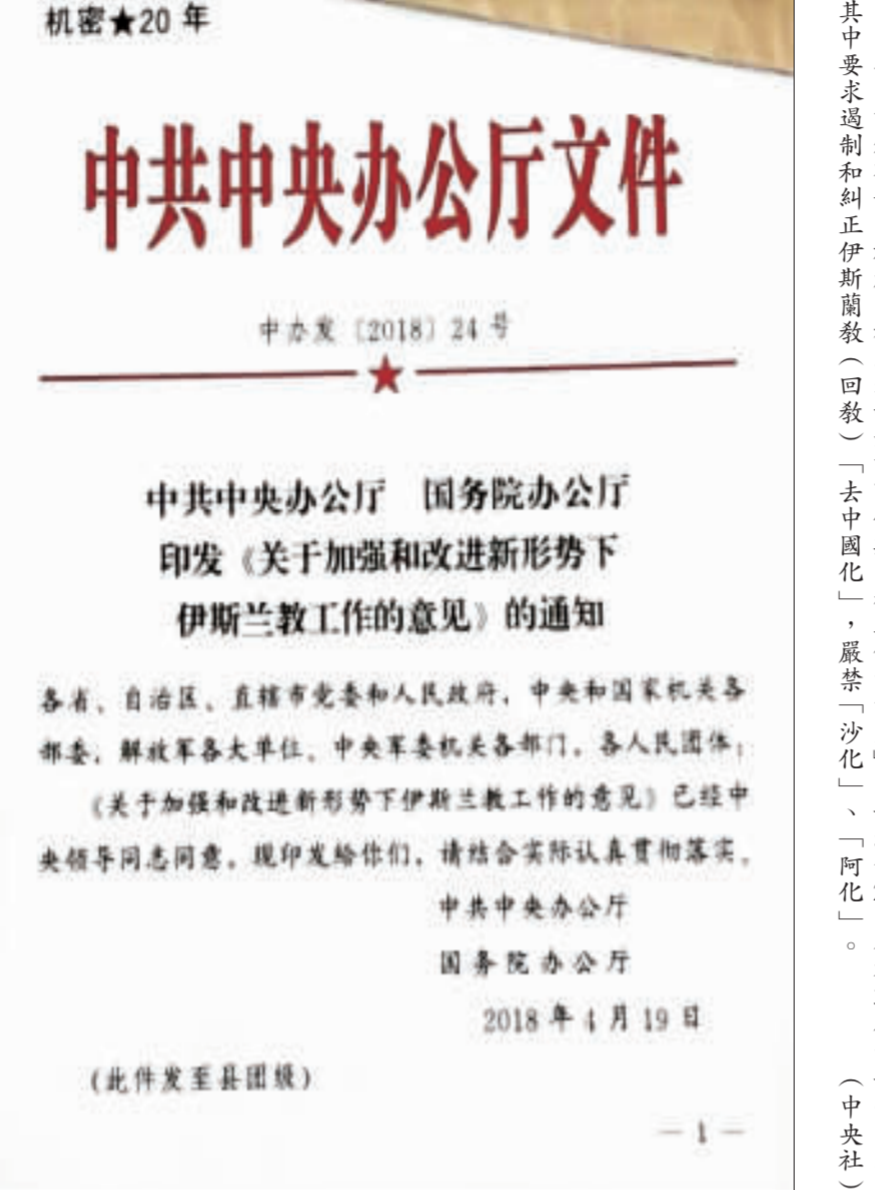 机密★20 年
中共中央办公厅文件
中办发〔2018〕24 号
中共中央办公厅　国务院办公厅
印发《关于加强和改进新形势下
伊斯兰教工作的意见》的通知
各省、自治区、直辖市党委和人民政府，中央和国家机关各
部委，解放军各大单位、中央军委机关各部门，各人民团体：
《关于加强和改进新形势下伊斯兰教工作的意见》已经中
央领导同志同意，现印发给你们，请结合实际认真贯彻落实。
中共中央办公厅
国务院办公厅
2018 年 4 月 19 日
（此件发至县团级）
— 1 —
其中要求遏制和糾正伊斯蘭教（回教）「去中國化」，嚴禁「沙化」、「阿化」。（中央社）